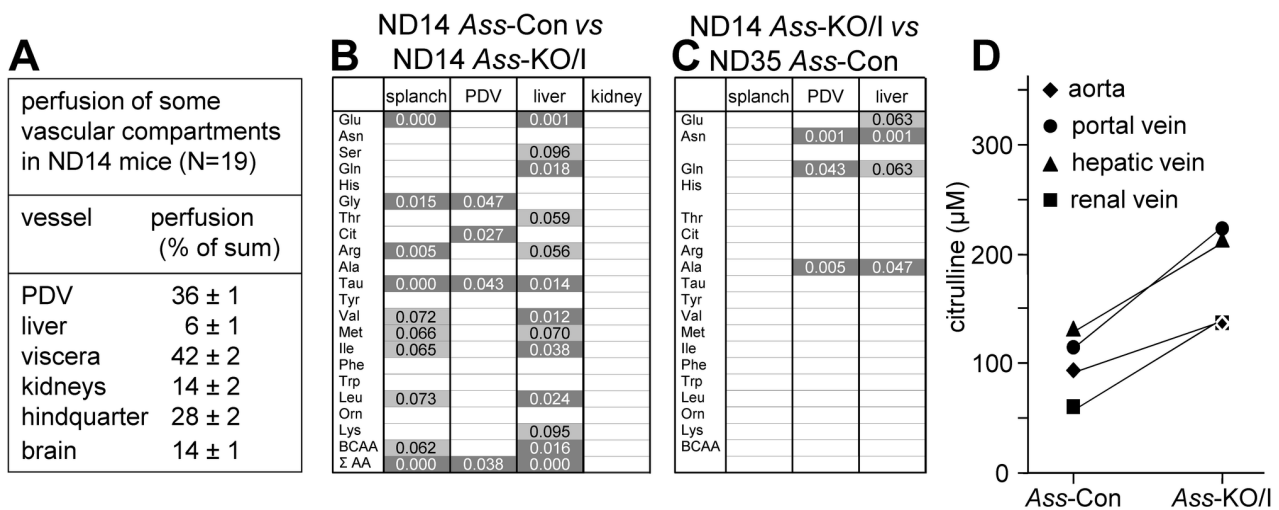 A
perfusion of some
vascular compartments
in ND14 mice (N=19)
vessel perfusion
(% of sum)
PDV 36 ± 1
liver 6 ± 1
viscera 42 ± 2
kidneys 14 ± 2
hindquarter 28 ± 2
brain 14 ± 1
ND14 Ass-Con vs
B ND14 Ass-KO/I
splanch PDV liver kidney
Glu 0.000 0.001
Asn
Ser 0.096
Gln 0.018
His
Gly 0.015 0.047
Thr 0.059
Cit 0.027
Arg 0.005 0.056
Ala
Tau 0.000 0.043 0.014
Tyr
Val 0.072 0.012
Met 0.066 0.070
Ile 0.065 0.038
Phe
Trp
Leu 0.073 0.024
Orn
Lys 0.095
BCAA 0.062 0.016
Σ AA 0.000 0.038 0.000
ND14 Ass-KO/I vs
C ND35 Ass-Con
splanch PDV liver
Glu 0.063
Asn 0.001 0.001
Gln 0.043 0.063
His
Thr
Cit
Arg
Ala 0.005 0.047
Tau
Tyr
Val
Met
Ile
Phe
Trp
Leu
Orn
Lys
BCAA
D
aorta
portal vein
hepatic vein
renal vein
citrulline (µM)
300
200
100
0
Ass-Con Ass-KO/I